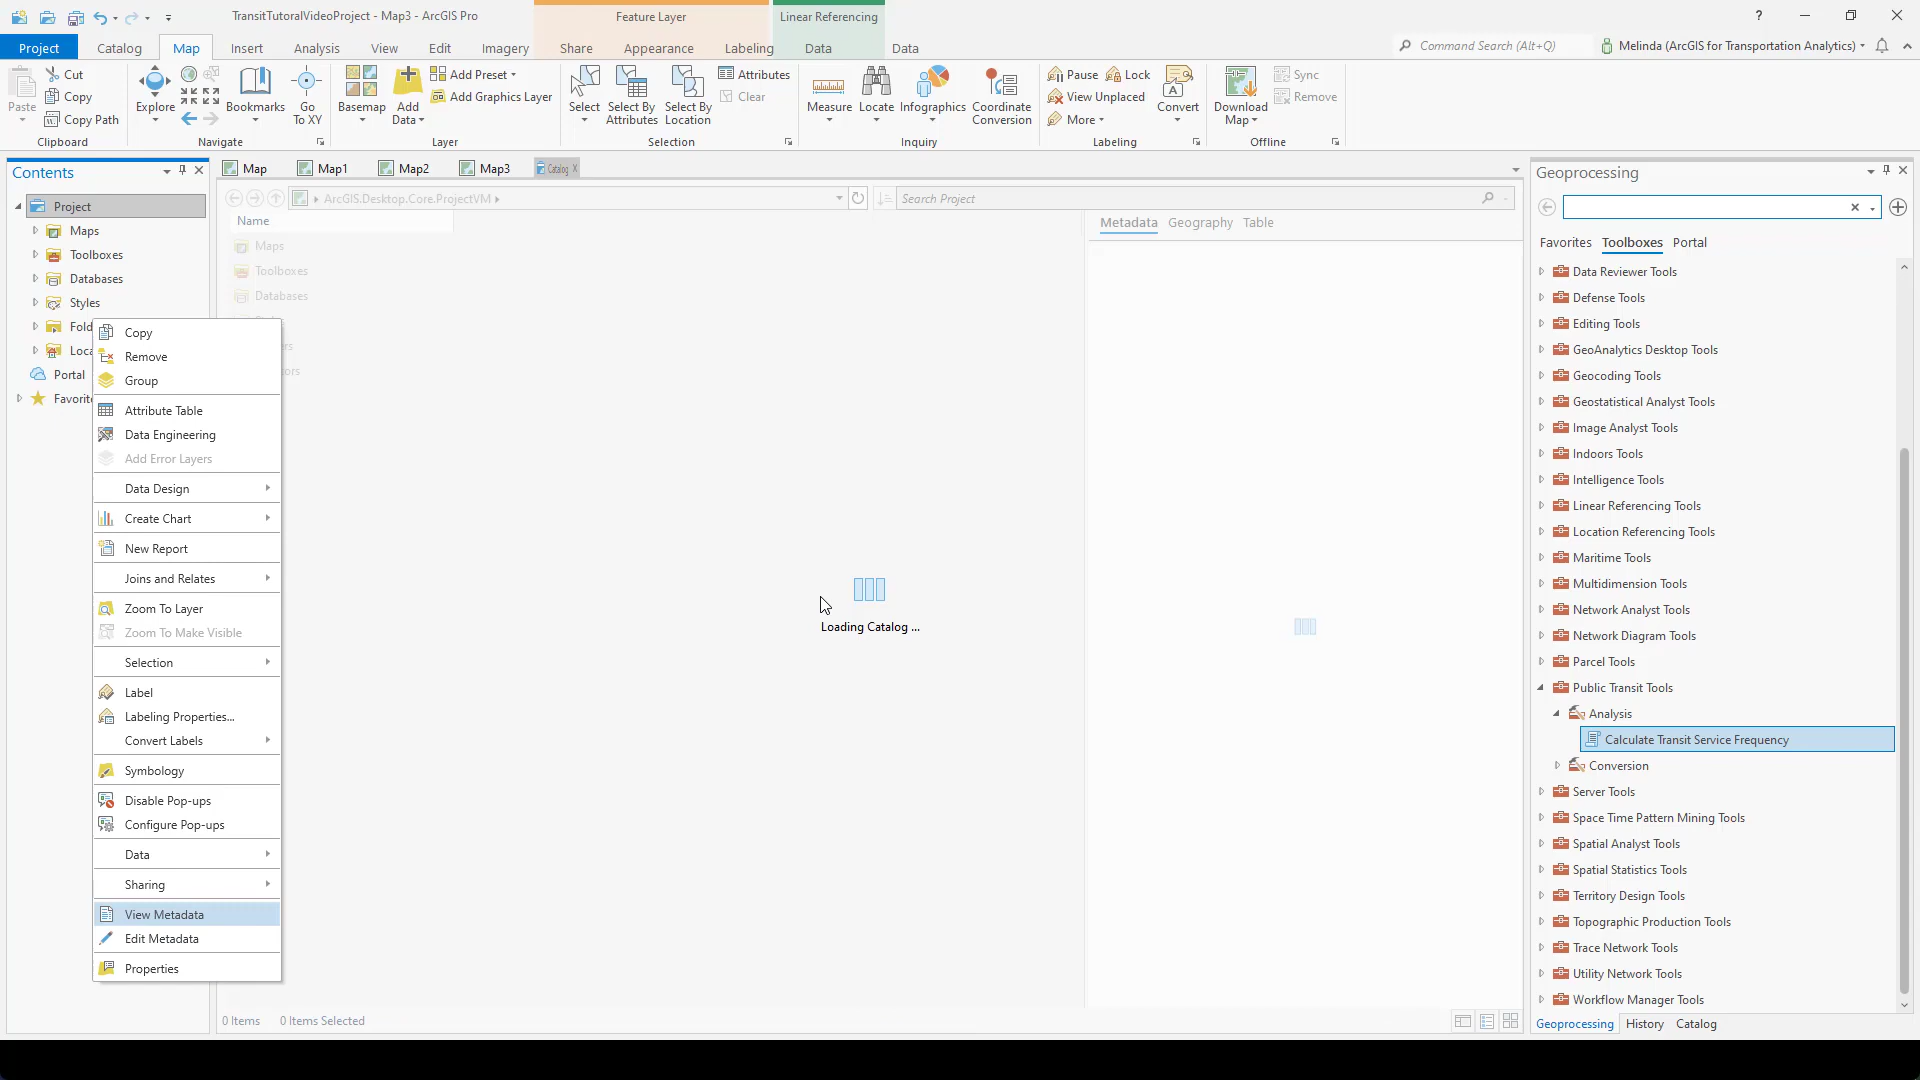 TransitTutoralVideoProject - Map3 - ArcGIS Pro
Feature Layer
Linear Referencing
?
Project
Catalog
Map
Insert
Analysis
View
Edit
Imagery
Share
Appearance
Labeling
Data
Data
Command Search (Alt+Q)
Melinda (ArcGIS for Transportation Analytics)
Paste
Cut
Copy
Copy Path
Clipboard
Explore
Bookmarks
Go To XY
Navigate
Basemap
Add Data
Add Preset
Add Graphics Layer
Layer
Select
Select By Attributes
Select By Location
Attributes
Clear
Selection
Measure
Locate
Infographics
Coordinate Conversion
Inquiry
Pause
Lock
View Unplaced
More
Convert
Labeling
Download Map
Sync
Remove
Offline
Contents
Project
Maps
Toolboxes
Databases
Styles
Fold
Loca
Portal
Favorite
Copy
Remove
Group
Attribute Table
Data Engineering
Add Error Layers
Data Design
Create Chart
New Report
Joins and Relates
Zoom To Layer
Zoom To Make Visible
Selection
Label
Labeling Properties...
Convert Labels
Symbology
Disable Pop-ups
Configure Pop-ups
Data
Sharing
View Metadata
Edit Metadata
Properties
Map
Map1
Map2
Map3
Catalog
ArcGIS.Desktop.Core.ProjectVM
Search Project
Name
Maps
Toolboxes
Databases
ers
ators
Loading Catalog ...
Metadata
Geography
Table
0 Items
0 Items Selected
Geoprocessing
Favorites
Toolboxes
Portal
Data Reviewer Tools
Defense Tools
Editing Tools
GeoAnalytics Desktop Tools
Geocoding Tools
Geostatistical Analyst Tools
Image Analyst Tools
Indoors Tools
Intelligence Tools
Linear Referencing Tools
Location Referencing Tools
Maritime Tools
Multidimension Tools
Network Analyst Tools
Network Diagram Tools
Parcel Tools
Public Transit Tools
Analysis
Calculate Transit Service Frequency
Conversion
Server Tools
Space Time Pattern Mining Tools
Spatial Analyst Tools
Spatial Statistics Tools
Territory Design Tools
Topographic Production Tools
Trace Network Tools
Utility Network Tools
Workflow Manager Tools
Geoprocessing
History
Catalog